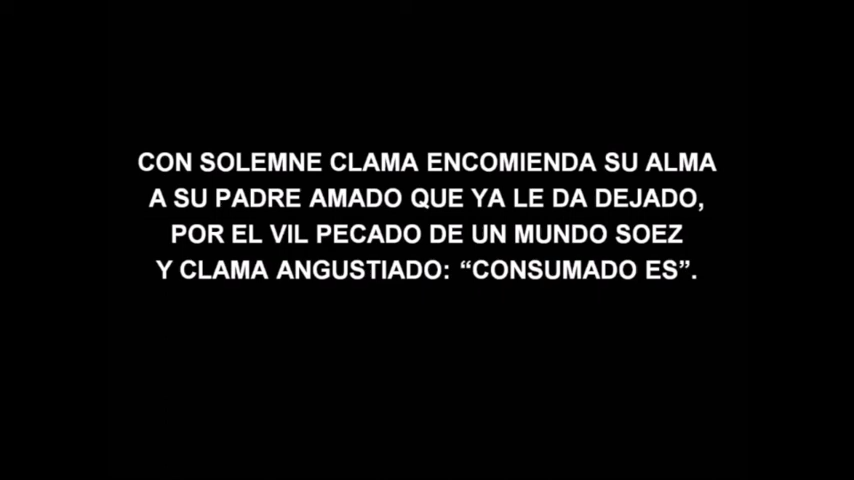 CON SOLEMNE CLAMA ENCOMIENDA SU ALMA
A SU PADRE AMADO QUE YA LE DA DEJADO,
POR EL VIL PECADO DE UN MUNDO SOEZ
Y CLAMA ANGUSTIADO: “CONSUMADO ES”.